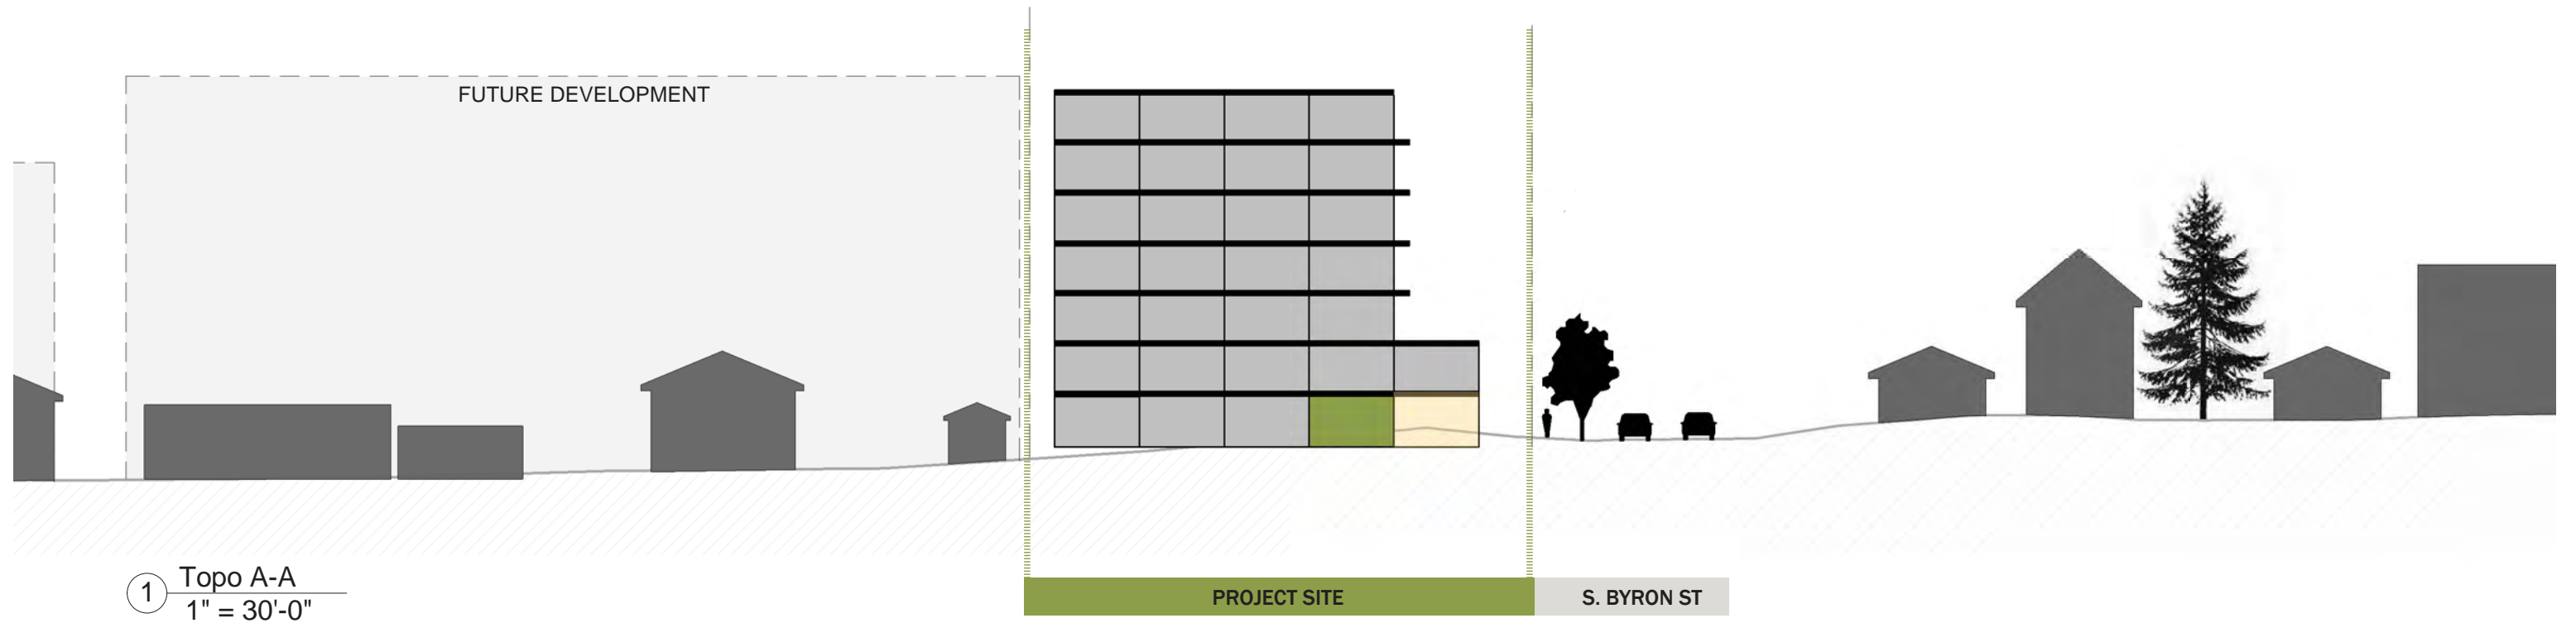 FUTURE DEVELOPMENT
1
Topo A-A
1" = 30'-0"
PROJECT SITE
S. BYRON ST